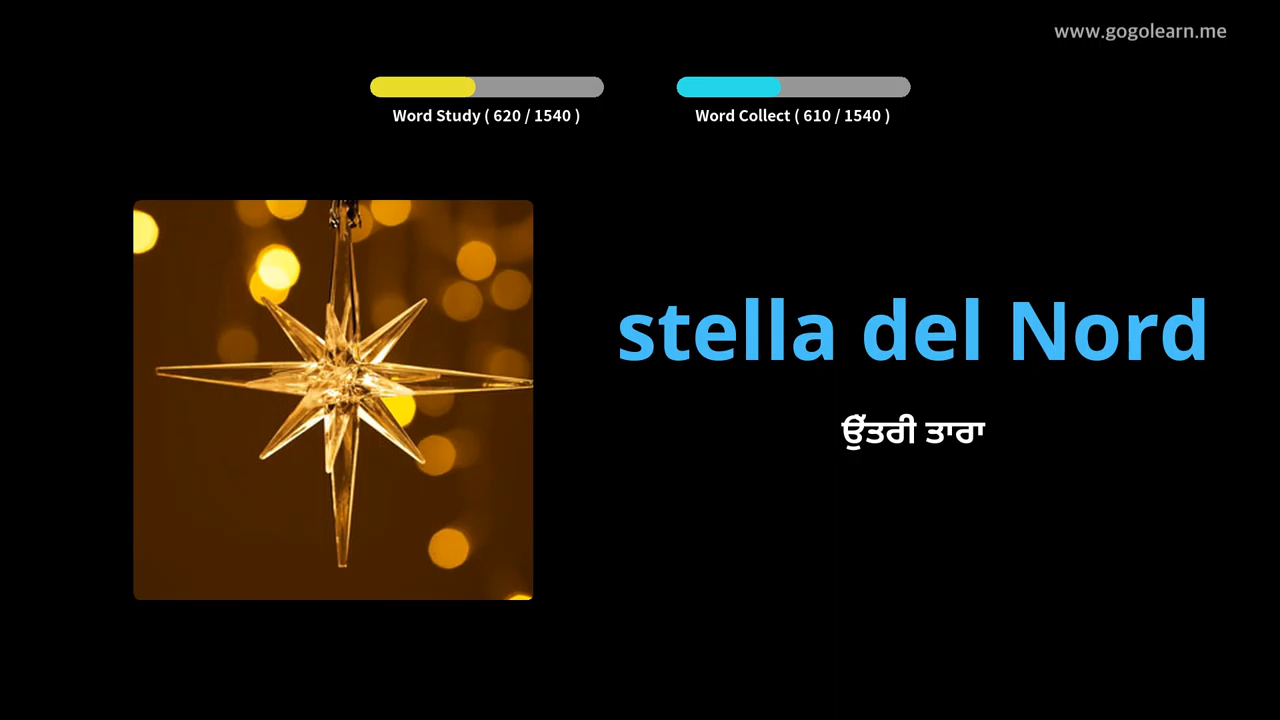 www.gogolearn.me
Word Study ( 620 / 1540 )
Word Collect ( 610 / 1540 )
stella del Nord
ਉੱਤਰੀ ਤਾਰਾ